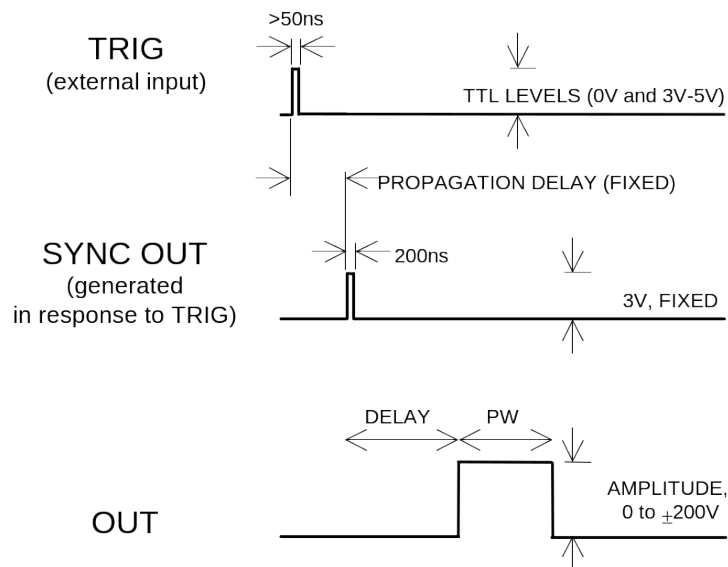 >50ns
TRIG
(external input)
TTL LEVELS (0V and 3V-5V)
PROPAGATION DELAY (FIXED)
SYNC OUT
(generated
in response to TRIG)
200ns
3V, FIXED
DELAY
PW
AMPLITUDE,
0 to ±200V
OUT